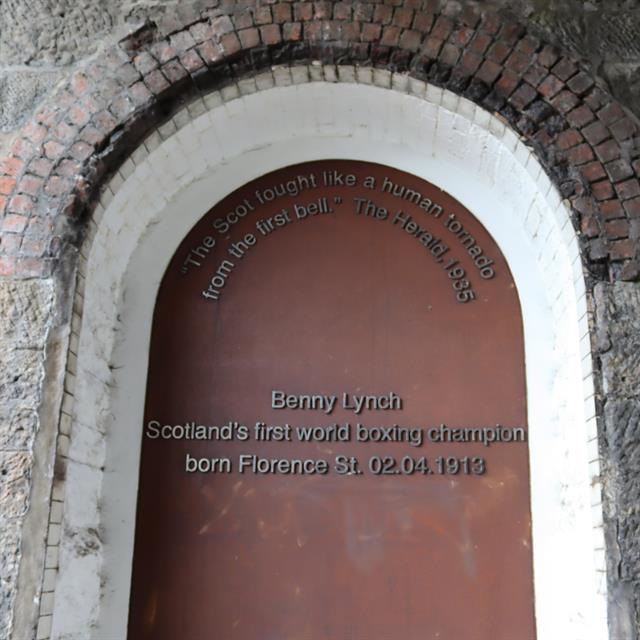 "The Scot fought like a human tornado
from the first bell." The Herald, 1935
Benny Lynch
Scotland's first world boxing champion
born Florence St. 02.04.1913